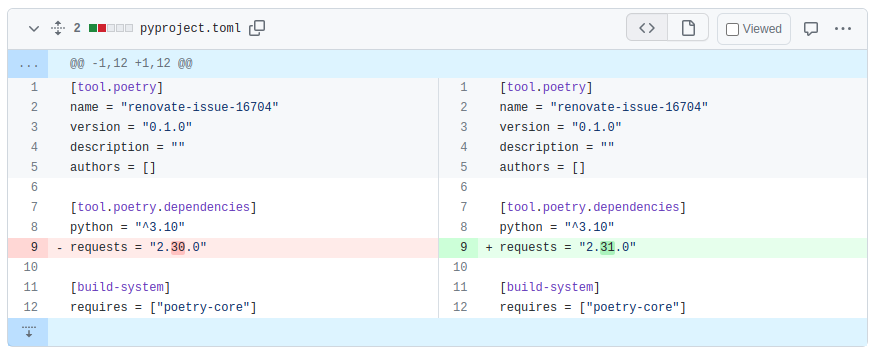 2 pyproject.toml Viewed
... @@ -1,12 +1,12 @@
1 [tool.poetry] 1 [tool.poetry]
2 name = "renovate-issue-16704" 2 name = "renovate-issue-16704"
3 version = "0.1.0" 3 version = "0.1.0"
4 description = "" 4 description = ""
5 authors = [] 5 authors = []
6 6
7 [tool.poetry.dependencies] 7 [tool.poetry.dependencies]
8 python = "^3.10" 8 python = "^3.10"
9 - requests = "2.30.0" 9 + requests = "2.31.0"
10 10
11 [build-system] 11 [build-system]
12 requires = ["poetry-core"] 12 requires = ["poetry-core"]